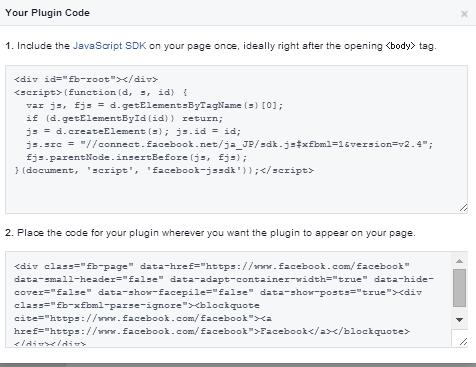 Your Plugin Code
×
1. Include the JavaScript SDK on your page once, ideally right after the opening <body> tag.
<div id="fb-root"></div>
<script>(function(d, s, id) {
  var js, fjs = d.getElementsByTagName(s)[0];
  if (d.getElementById(id)) return;
  js = d.createElement(s); js.id = id;
  js.src = "//connect.facebook.net/ja_JP/sdk.js#xfbml=1&version=v2.4";
  fjs.parentNode.insertBefore(js, fjs);
}(document, 'script', 'facebook-jssdk'));</script>
2. Place the code for your plugin wherever you want the plugin to appear on your page.
<div class="fb-page" data-href="https://www.facebook.com/facebook"
data-small-header="false" data-adapt-container-width="true" data-hide-
cover="false" data-show-facepile="false" data-show-posts="true"><div
class="fb-xfbml-parse-ignore"><blockquote
cite="https://www.facebook.com/facebook"><a
href="https://www.facebook.com/facebook">Facebook</a></blockquote>
</div></div>